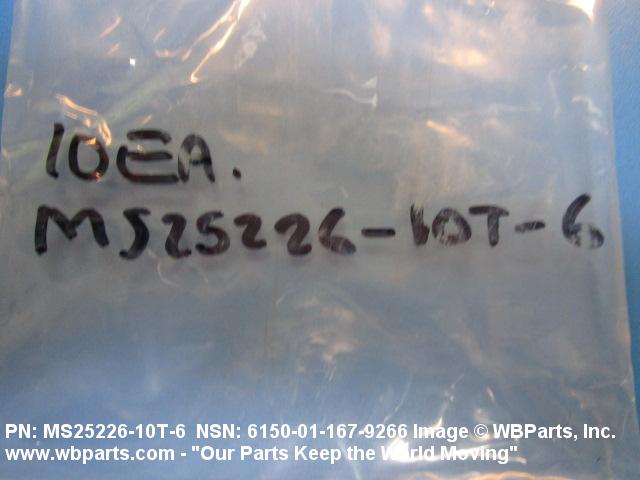 10EA.
MS25226-10T-6
PN: MS25226-10T-6 NSN: 6150-01-167-9266 Image © WBParts, Inc.
www.wbparts.com - "Our Parts Keep the World Moving"